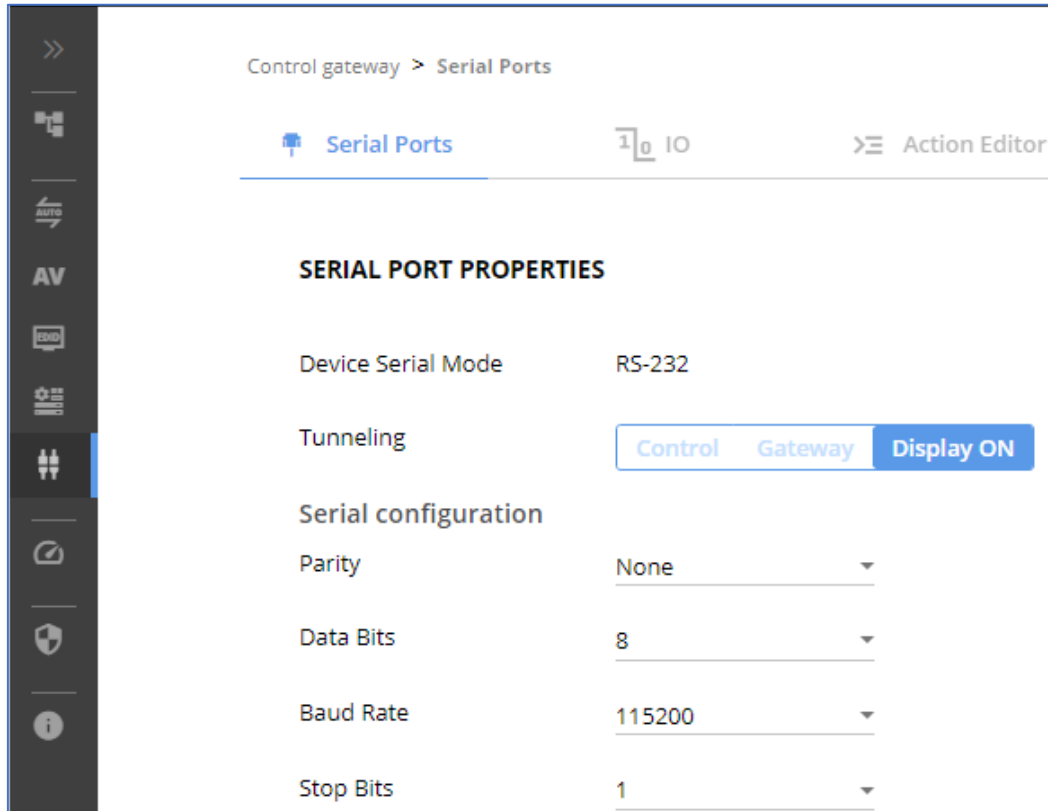 Control gateway > Serial Ports
Serial Ports
10 IO
Action Editor
AUTO
AV
EDID
SERIAL PORT PROPERTIES
Device Serial Mode RS-232
Tunneling Control Gateway Display ON
Serial configuration
Parity None
Data Bits 8
Baud Rate 115200
Stop Bits 1